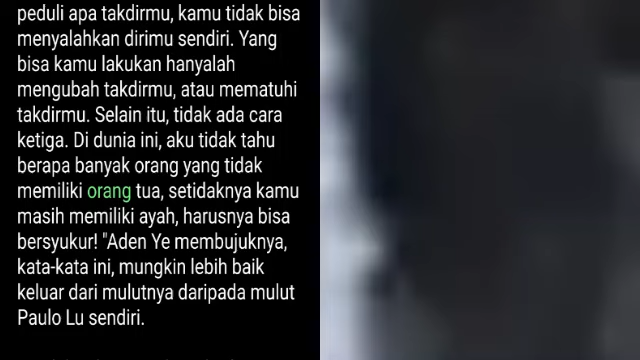 peduli apa takdirmu, kamu tidak bisa
menyalahkan dirimu sendiri. Yang
bisa kamu lakukan hanyalah
mengubah takdirmu, atau mematuhi
takdirmu. Selain itu, tidak ada cara
ketiga. Di dunia ini, aku tidak tahu
berapa banyak orang yang tidak
memiliki orang tua, setidaknya kamu
masih memiliki ayah, harusnya bisa
bersyukur! "Aden Ye membujuknya,
kata-kata ini, mungkin lebih baik
keluar dari mulutnya daripada mulut
Paulo Lu sendiri.